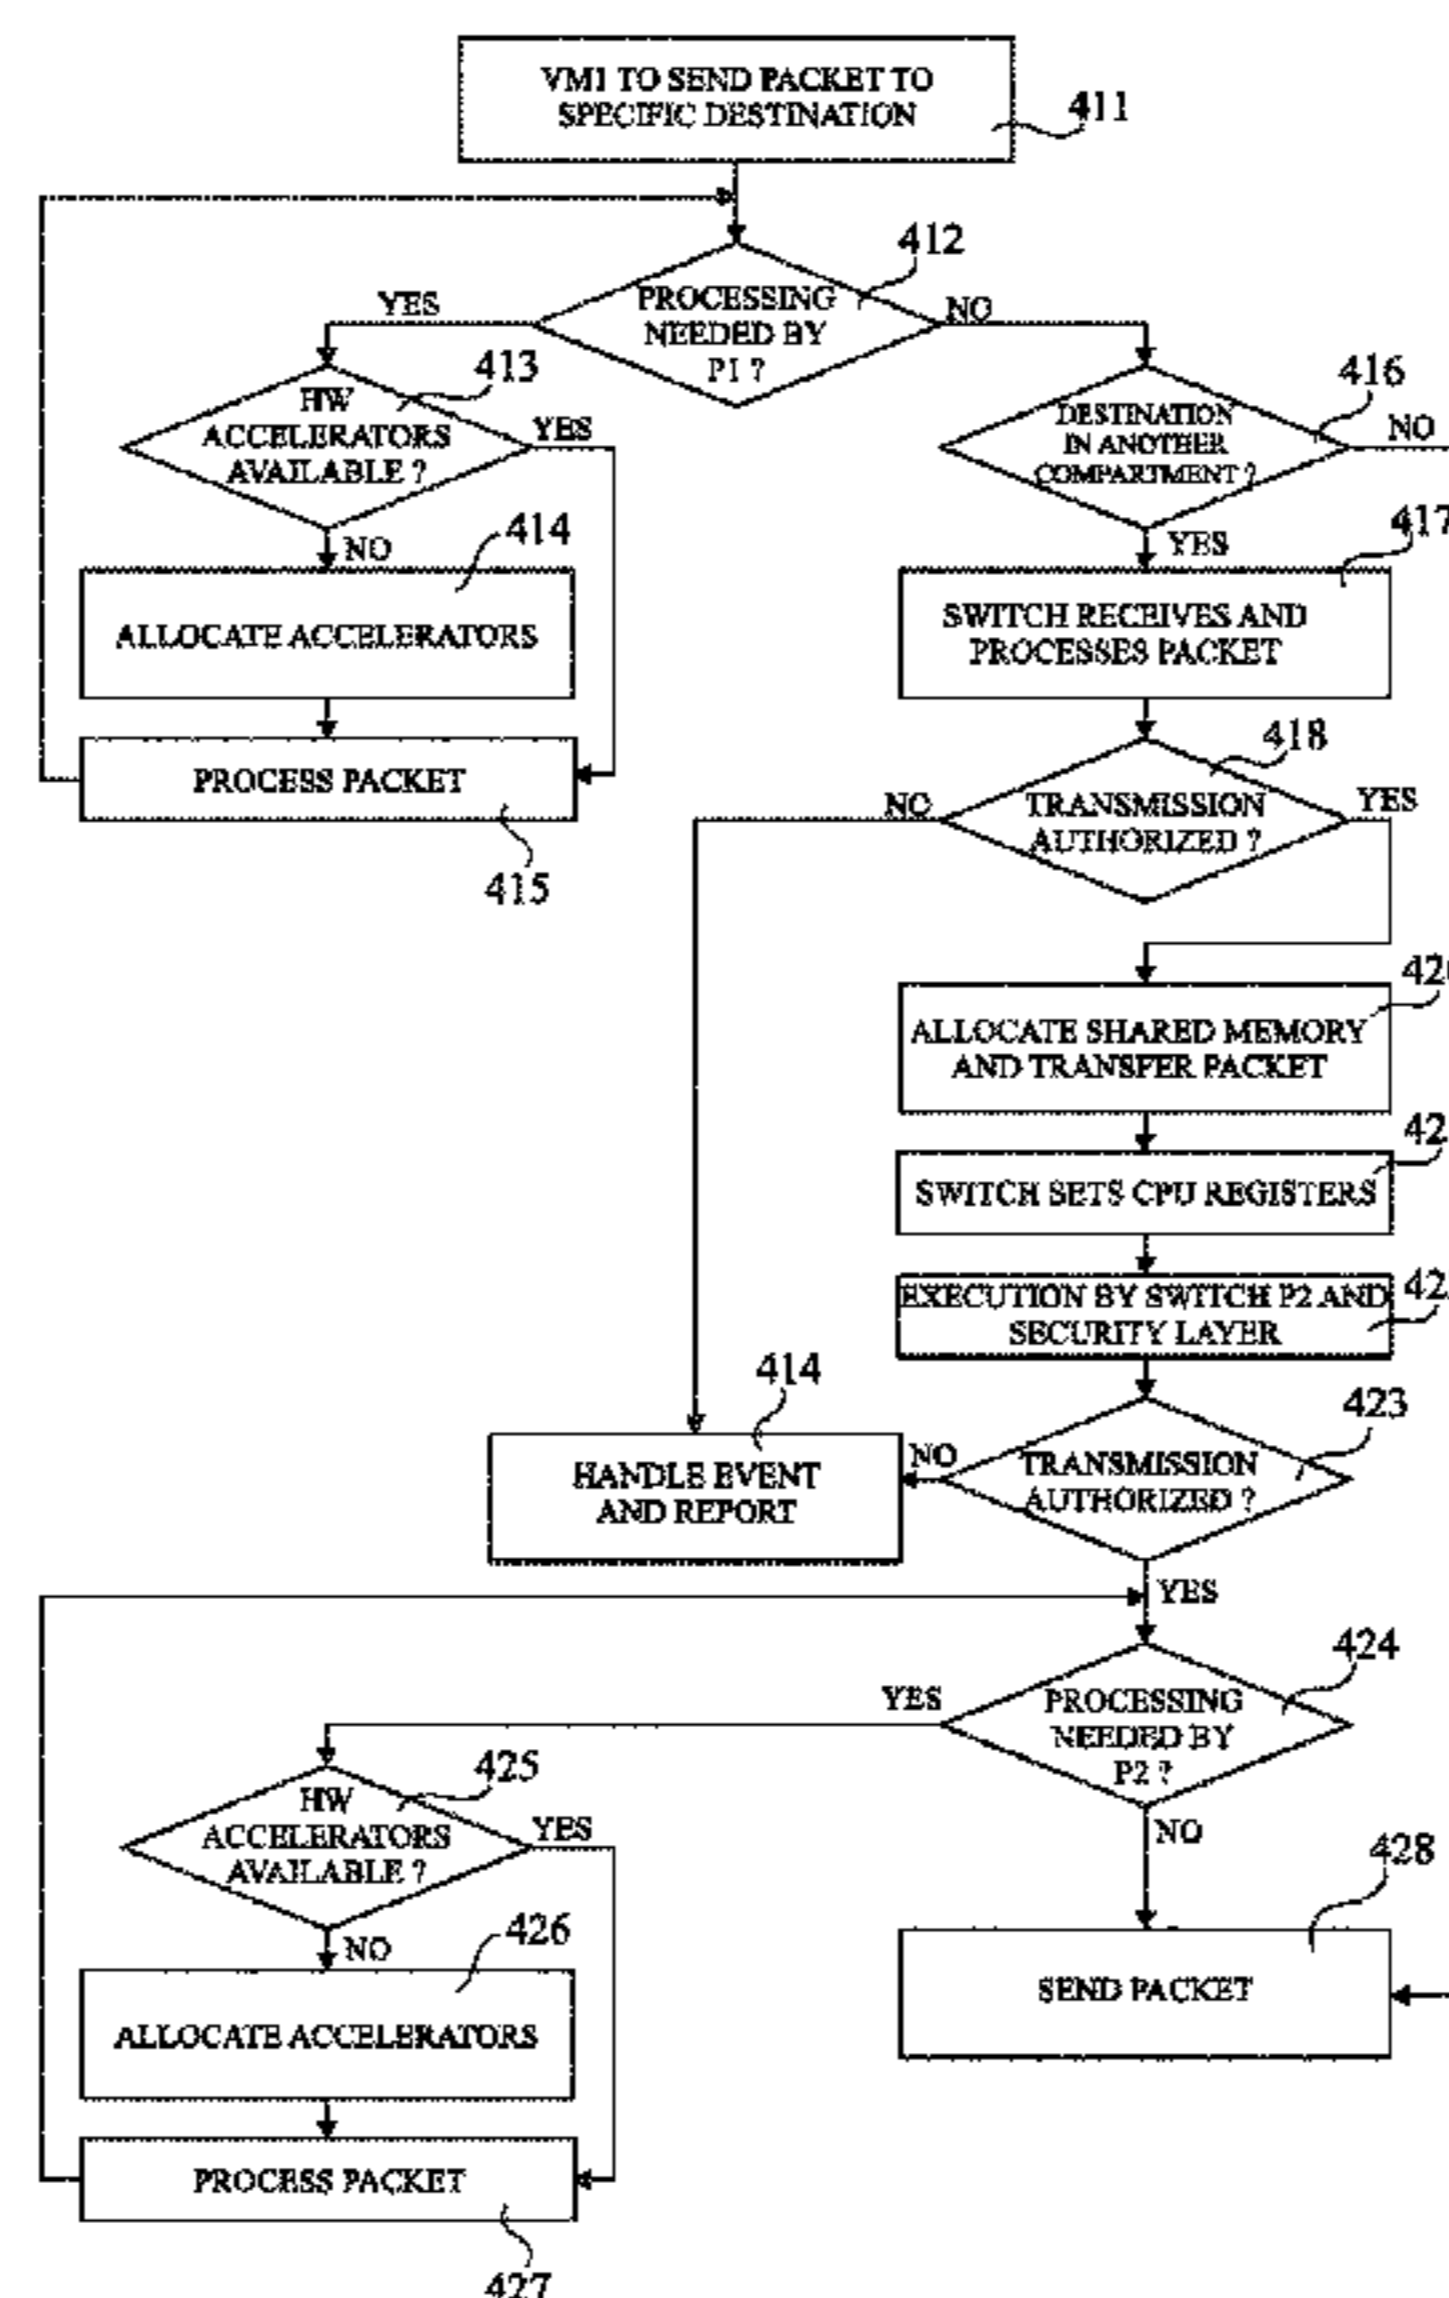 VM1 TO SEND PACKET TO
SPECIFIC DESTINATION
411
412
PROCESSING
NEEDED BY
P1 ?
YES
NO
413
HW
ACCELERATORS
AVAILABLE ?
YES
NO
414
ALLOCATE ACCELERATORS
PROCESS PACKET
415
416
DESTINATION
IN ANOTHER
COMPARTMENT ?
NO
YES
417
SWITCH RECEIVES AND
PROCESSES PACKET
418
TRANSMISSION
AUTHORIZED ?
NO
YES
ALLOCATE SHARED MEMORY
AND TRANSFER PACKET
SWITCH SETS CPU REGISTERS
EXECUTION BY SWITCH P2 AND
SECURITY LAYER
414
HANDLE EVENT
AND REPORT
423
TRANSMISSION
AUTHORIZED ?
NO
YES
424
PROCESSING
NEEDED BY
P2 ?
YES
NO
425
HW
ACCELERATORS
AVAILABLE ?
YES
NO
426
ALLOCATE ACCELERATORS
PROCESS PACKET
427
428
SEND PACKET